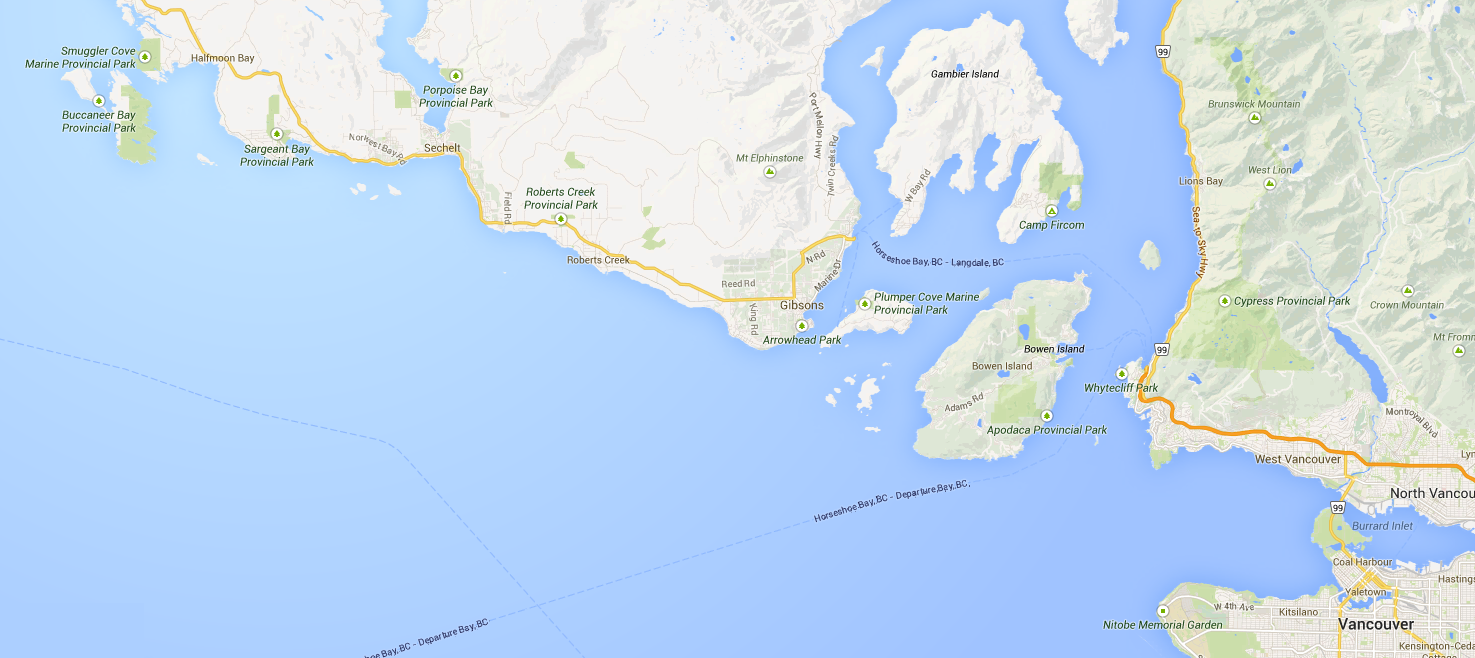 Smuggler Cove
Marine Provincial Park
Halfmoon Bay
Buccaneer Bay
Provincial Park
Porpoise Bay
Provincial Park
Sargeant Bay
Provincial Park
Norwest Bay Rd
Sechelt
Field Rd
Roberts Creek
Provincial Park
Roberts Creek
Mt Elphinstone
Port Mellon Hwy
Twin Creeks Rd
Gambier Island
W Bay Rd
Camp Fircom
99
Brunswick Mountain
West Lion
Lions Bay
Sea-to-Sky Hwy
Horseshoe Bay, BC - Langdale, BC
N Rd
Marine Dr
Reed Rd
Gibsons
Arrowhead Park
Plumper Cove Marine
Provincial Park
Cypress Provincial Park
Crown Mountain
99
Bowen Island
Bowen Island
Adams Rd
Apodaca Provincial Park
Whytecliff Park
Montroyal Blvd
West Vancouver
North Vancou
99
Burrard Inlet
Horseshoe Bay, BC - Departure Bay, BC
Coal Harbour
Hastings
Yaletown
W 4th Ave
Kitsilano
Nitobe Memorial Garden
Vancouver
Kensington-Ceda
hoe Bay, BC - Departure Bay, BC